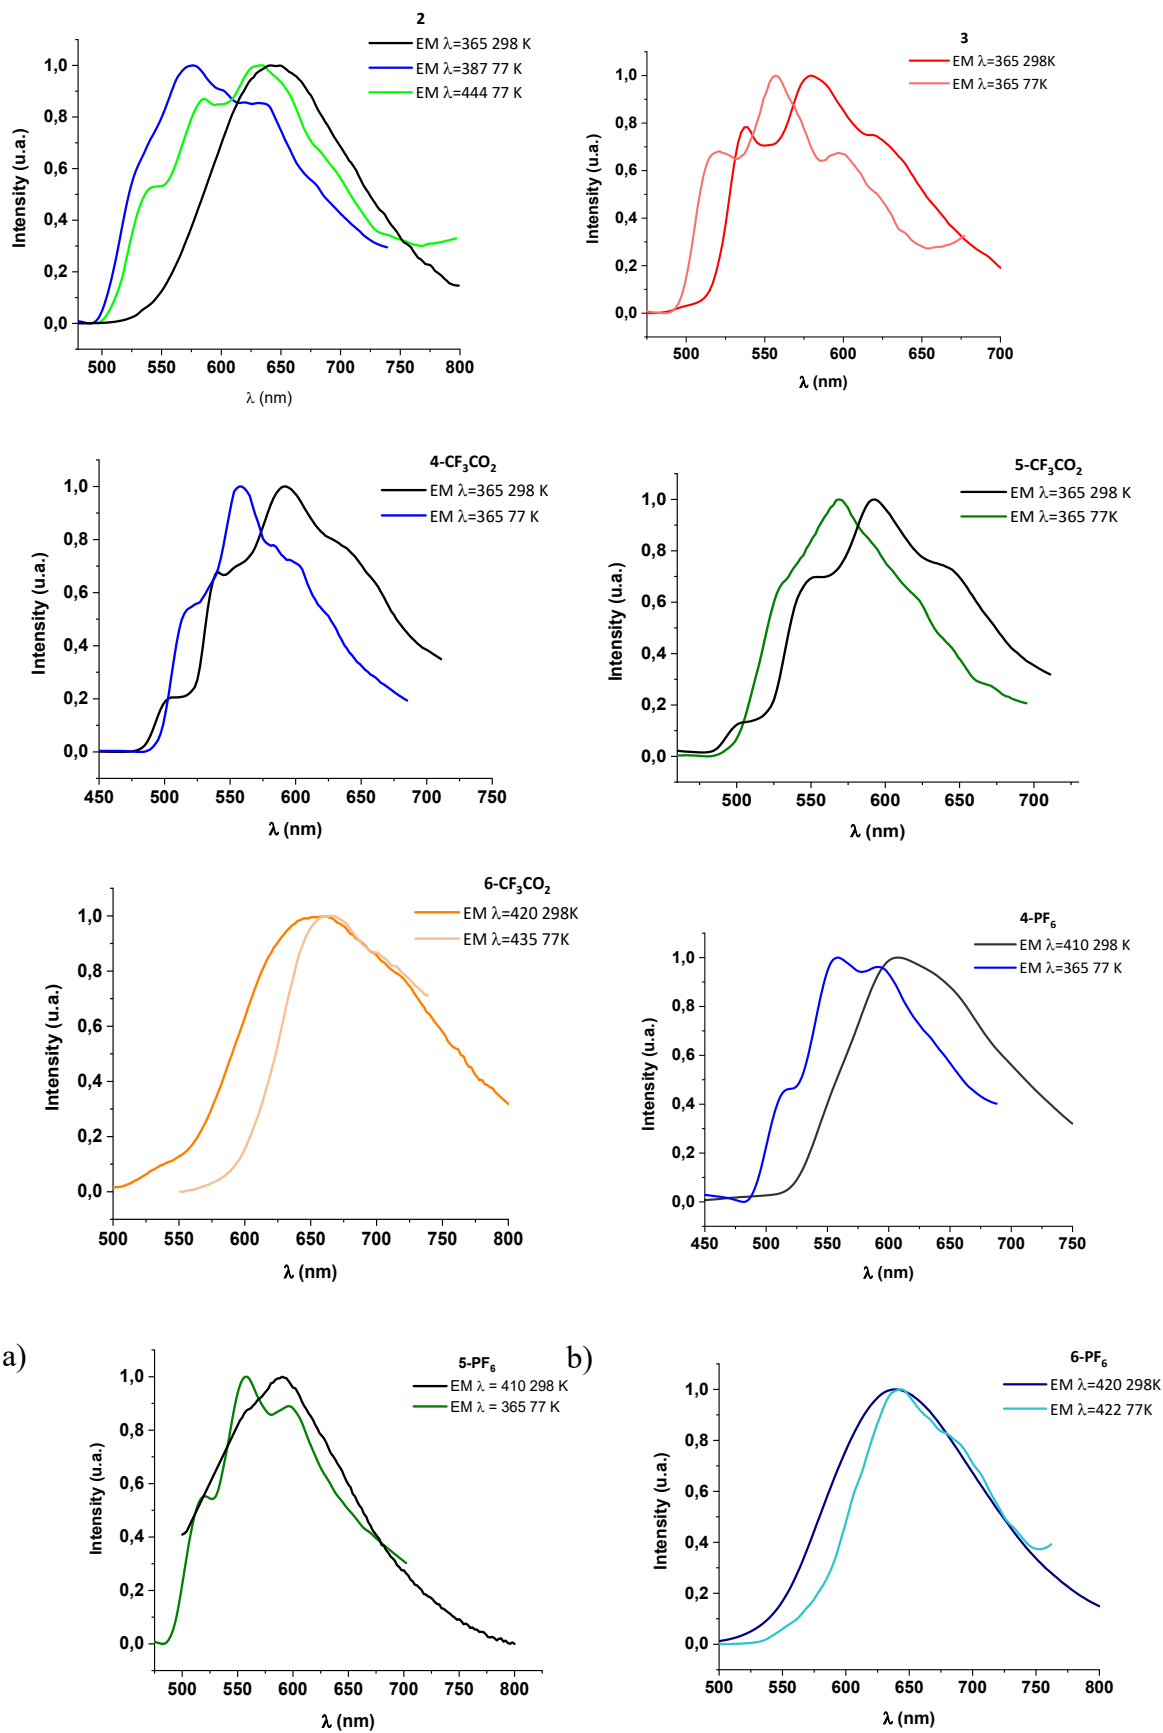 2
EM λ=365 298 K
EM λ=387 77 K
EM λ=444 77 K
1,0
0,8
0,6
0,4
0,2
0,0
Intensity (u.a.)
500 550 600 650 700 750 800
λ (nm)
3
EM λ=365 298K
EM λ=365 77K
1,0
0,8
0,6
0,4
0,2
0,0
Intensity (u.a.)
500 550 600 650 700
λ (nm)
4-CF₃CO₂
EM λ=365 298 K
EM λ=365 77 K
1,0
0,8
0,6
0,4
0,2
0,0
Intensity (u.a.)
450 500 550 600 650 700 750
λ (nm)
5-CF₃CO₂
EM λ=365 298 K
EM λ=365 77K
1,0
0,8
0,6
0,4
0,2
0,0
Intensity (u.a.)
500 550 600 650 700
λ (nm)
6-CF₃CO₂
EM λ=420 298K
EM λ=435 77K
1,0
0,8
0,6
0,4
0,2
0,0
Intensity (u.a.)
500 550 600 650 700 750 800
λ (nm)
4-PF₆
EM λ=410 298 K
EM λ=365 77 K
1,0
0,8
0,6
0,4
0,2
0,0
Intensity (u.a.)
450 500 550 600 650 700 750
λ (nm)
a)
5-PF₆
EM λ = 410 298 K
EM λ = 365 77 K
1,0
0,8
0,6
0,4
0,2
0,0
Intensity (u.a.)
500 550 600 650 700 750 800
λ (nm)
b)
6-PF₆
EM λ=420 298K
EM λ=422 77K
1,0
0,8
0,6
0,4
0,2
0,0
Intensity (u.a.)
500 550 600 650 700 750 800
λ (nm)